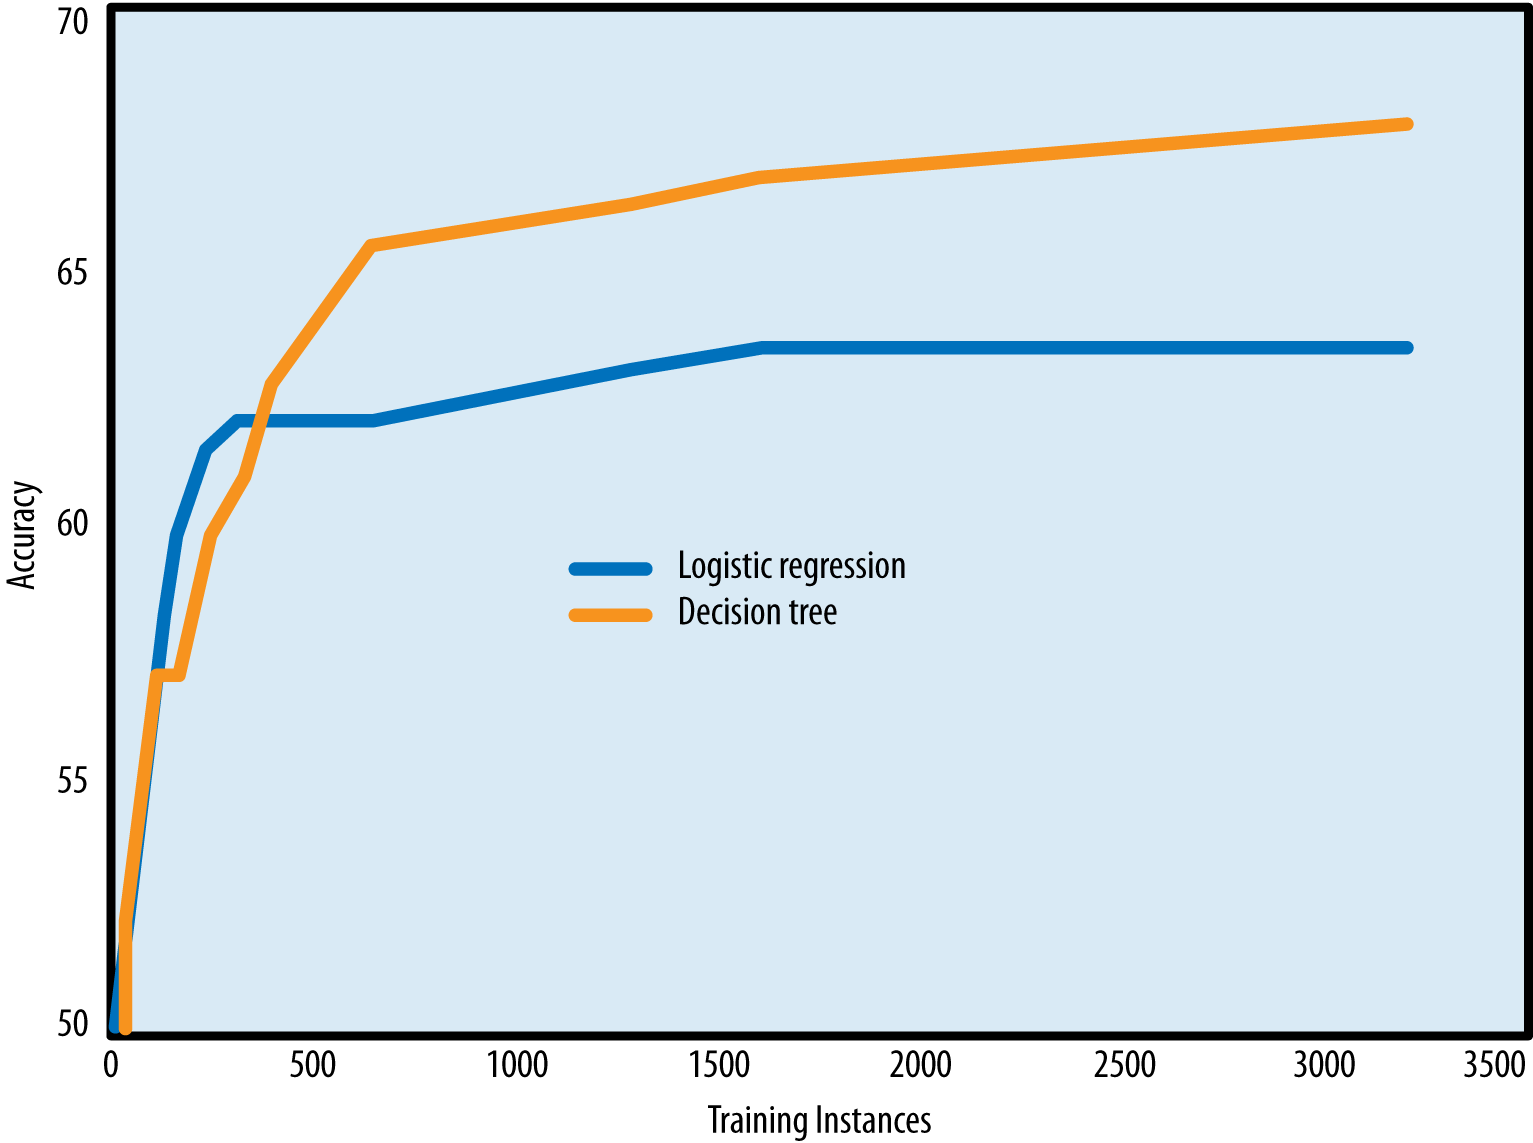 70
65
60
55
50
Accuracy
Logistic regression
Decision tree
0 500 1000 1500 2000 2500 3000 3500
Training Instances